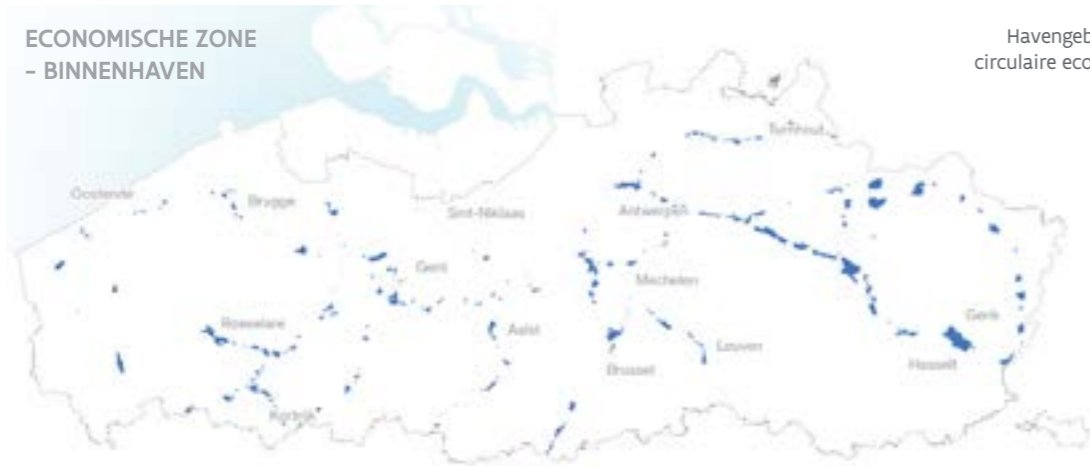 ECONOMISCHE ZONE
- BINNENHAVEN
Havengeb
circulaire eco
Turnhout
Oostende
Brugge
Sint-Niklaas
Antwerpen
Gent
Mechelen
Roeselare
Aalst
Genk
Leuven
Brussel
Hasselt
Kortrijk